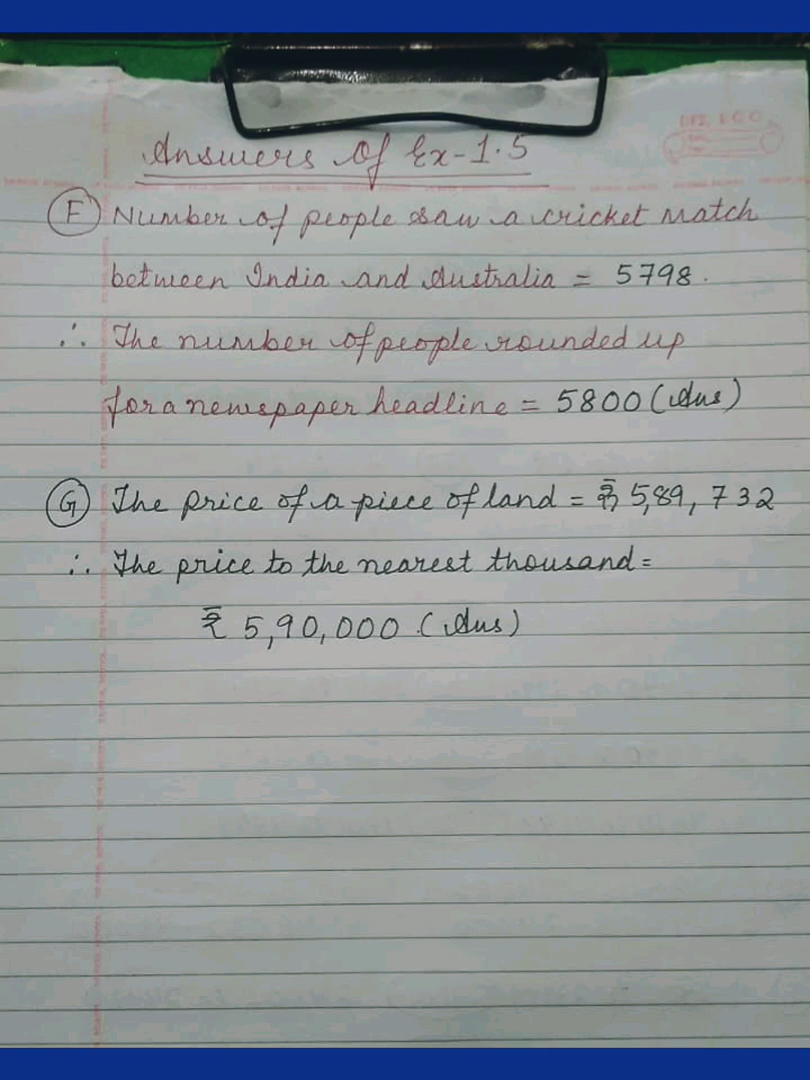 Answers of Ex-1.5
F Number of people saw a cricket match
between India and Australia = 5798.
∴ The number of people rounded up
for a newspaper headline = 5800 (Ans)
G The price of a piece of land = ₹ 5,89,732
∴ The price to the nearest thousand=
₹ 5,90,000 (Ans)